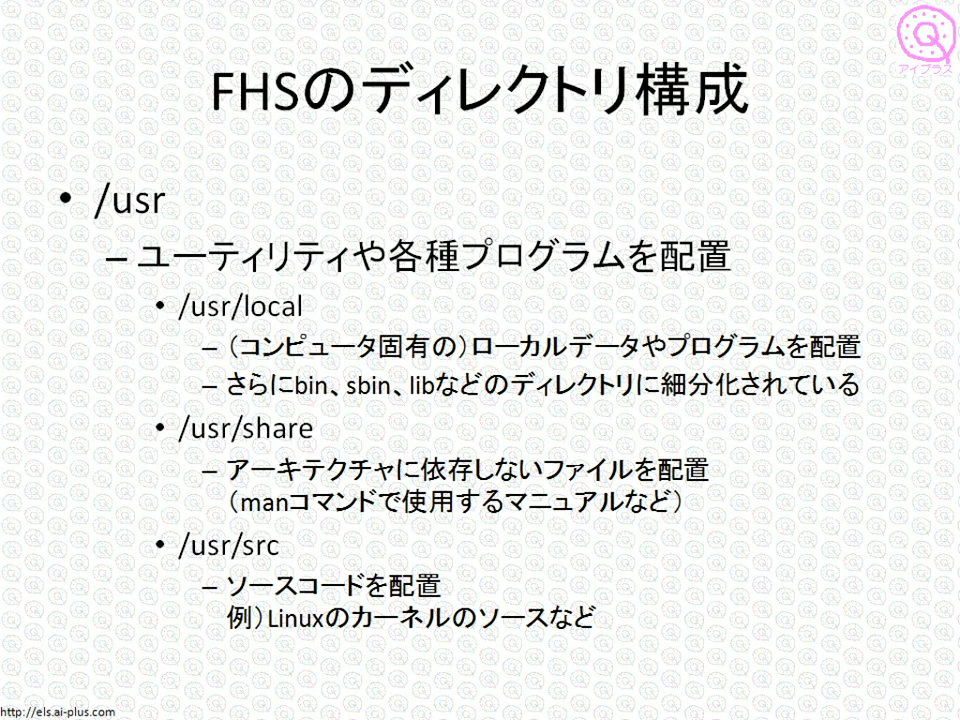 アイプラス
FHSのディレクトリ構成
• /usr
– ユーティリティや各種プログラムを配置
• /usr/local
– （コンピュータ固有の）ローカルデータやプログラムを配置
– さらにbin、sbin、libなどのディレクトリに細分化されている
• /usr/share
– アーキテクチャに依存しないファイルを配置
（manコマンドで使用するマニュアルなど）
• /usr/src
– ソースコードを配置
例）Linuxのカーネルのソースなど
http://els.ai-plus.com